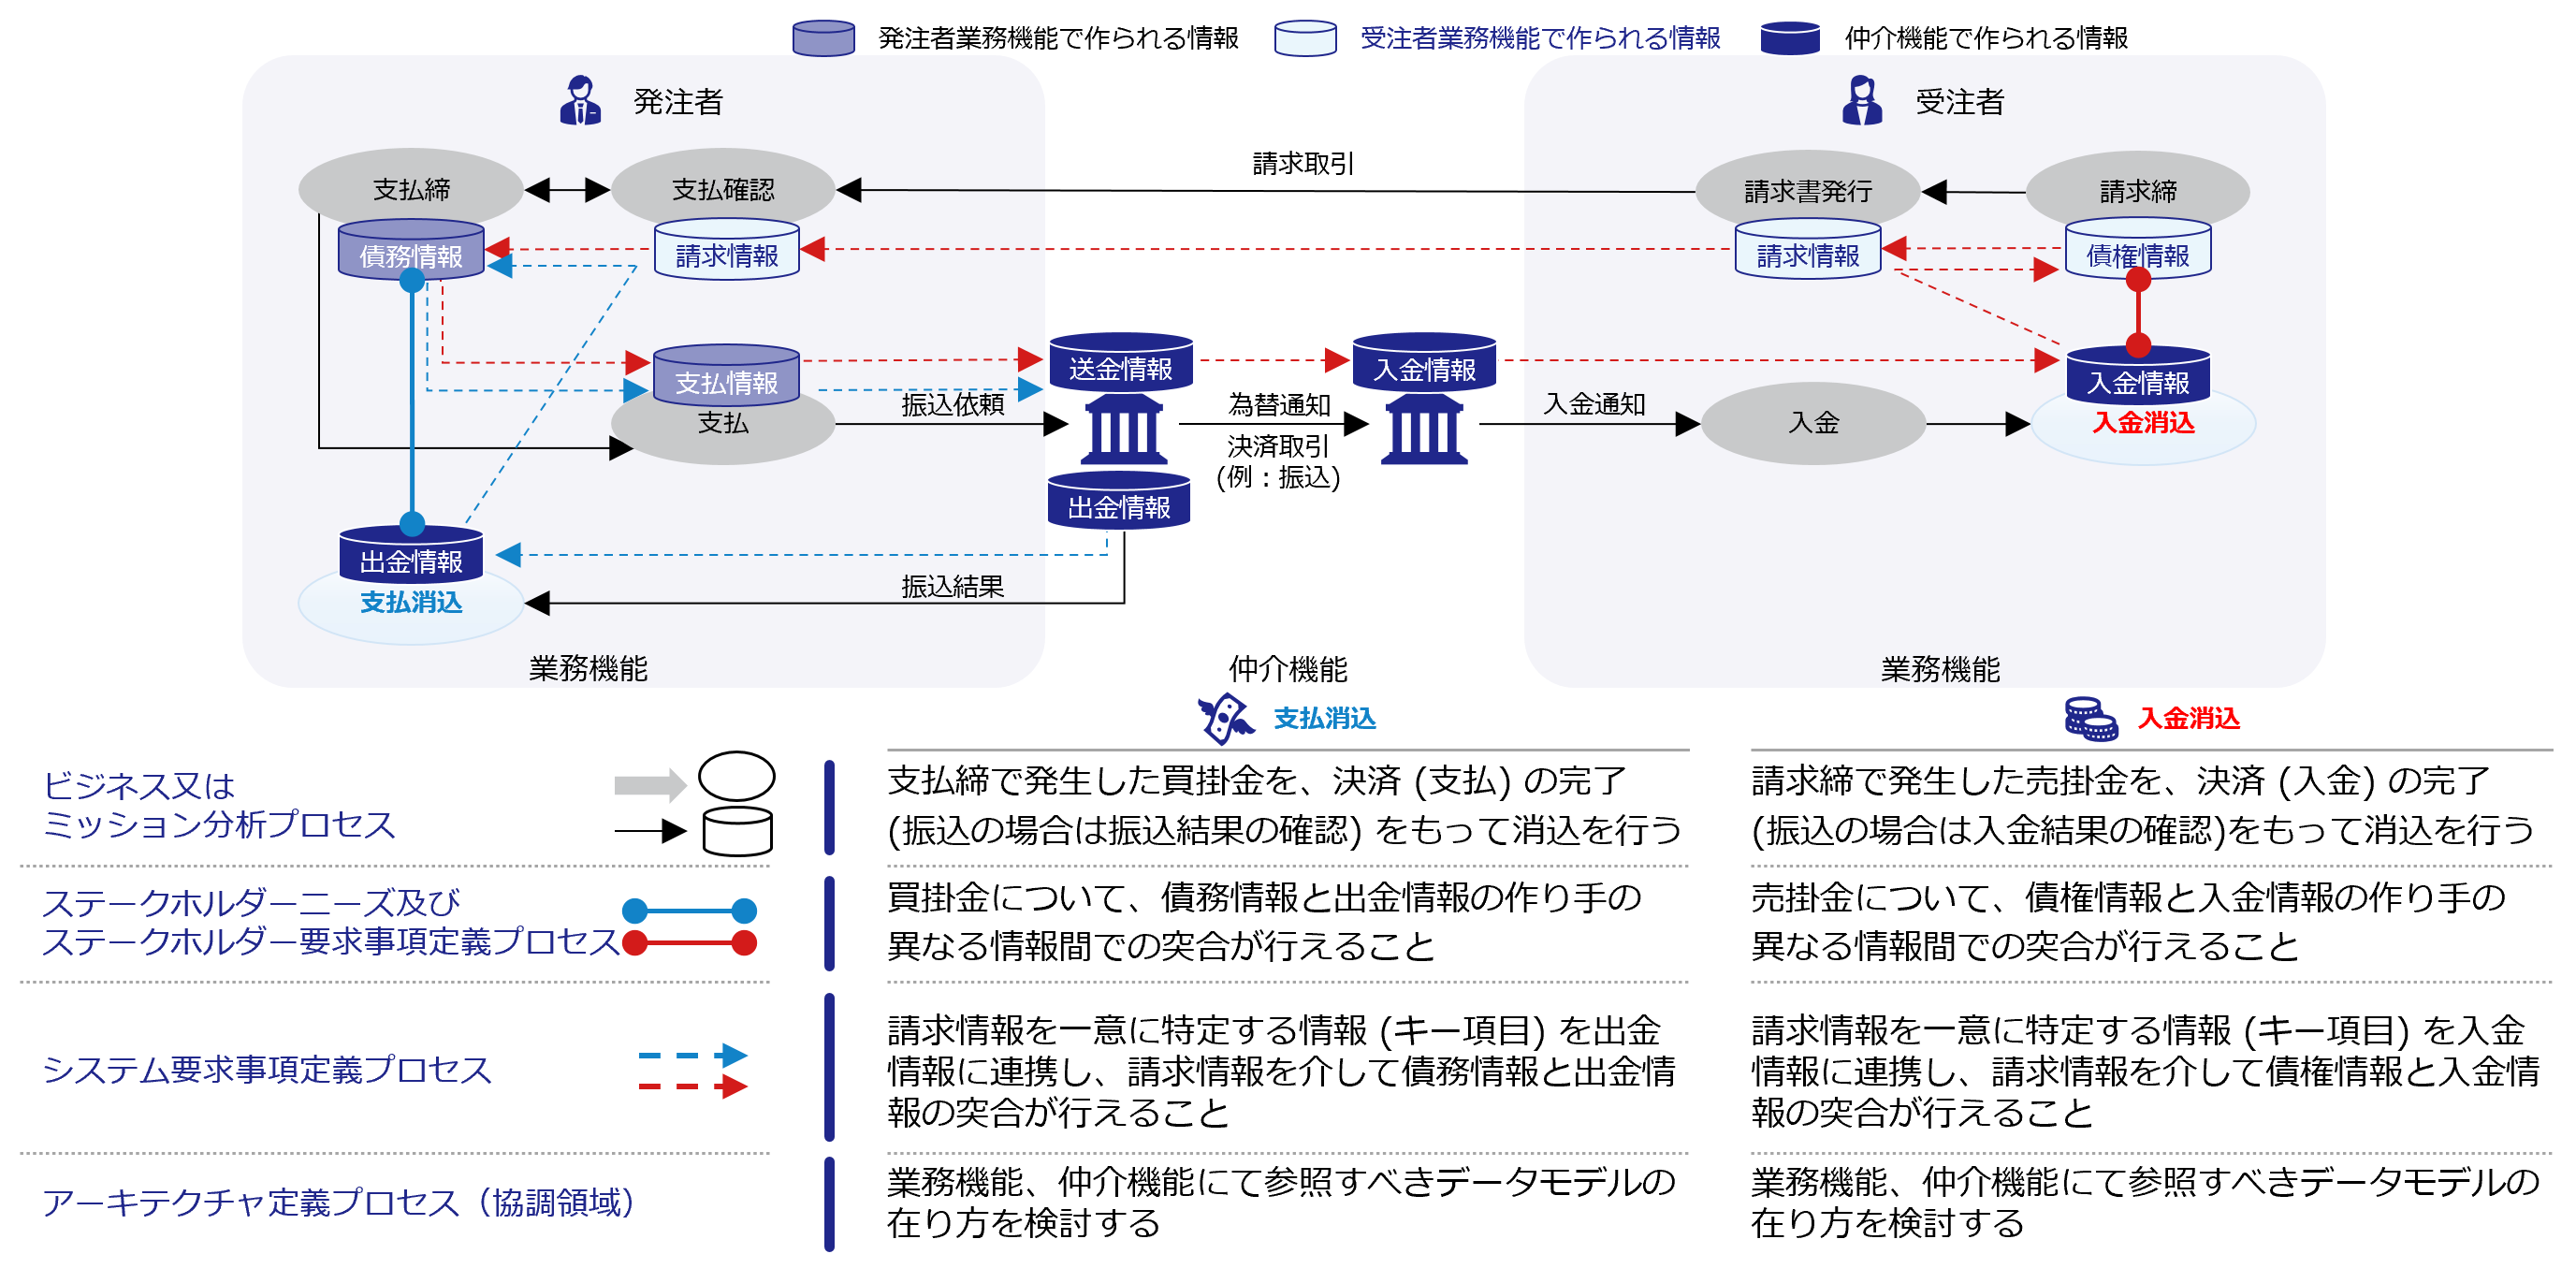 発注者業務機能で作られる情報
受注者業務機能で作られる情報
仲介機能で作られる情報
発注者
受注者
支払締
支払確認
請求取引
請求書発行
請求締
債務情報
請求情報
請求情報
債権情報
支払情報
支払
送金情報
入金情報
入金情報
振込依頼
為替通知
決済取引
(例：振込)
入金通知
入金
入金消込
出金情報
出金情報
支払消込
振込結果
業務機能
仲介機能
業務機能
支払消込
入金消込
ビジネス又は
ミッション分析プロセス
支払締で発生した買掛金を、決済 (支払) の完了
(振込の場合は振込結果の確認) をもって消込を行う
請求締で発生した売掛金を、決済 (入金) の完了
(振込の場合は入金結果の確認)をもって消込を行う
ステークホルダーニーズ及び
ステークホルダー要求事項定義プロセス
買掛金について、債務情報と出金情報の作り手の
異なる情報間での突合が行えること
売掛金について、債権情報と入金情報の作り手の
異なる情報間での突合が行えること
システム要求事項定義プロセス
請求情報を一意に特定する情報 (キー項目) を出金
情報に連携し、請求情報を介して債務情報と出金情
報の突合が行えること
請求情報を一意に特定する情報 (キー項目) を入金
情報に連携し、請求情報を介して債権情報と入金情
報の突合が行えること
アーキテクチャ定義プロセス（協調領域）
業務機能、仲介機能にて参照すべきデータモデルの
在り方を検討する
業務機能、仲介機能にて参照すべきデータモデルの
在り方を検討する